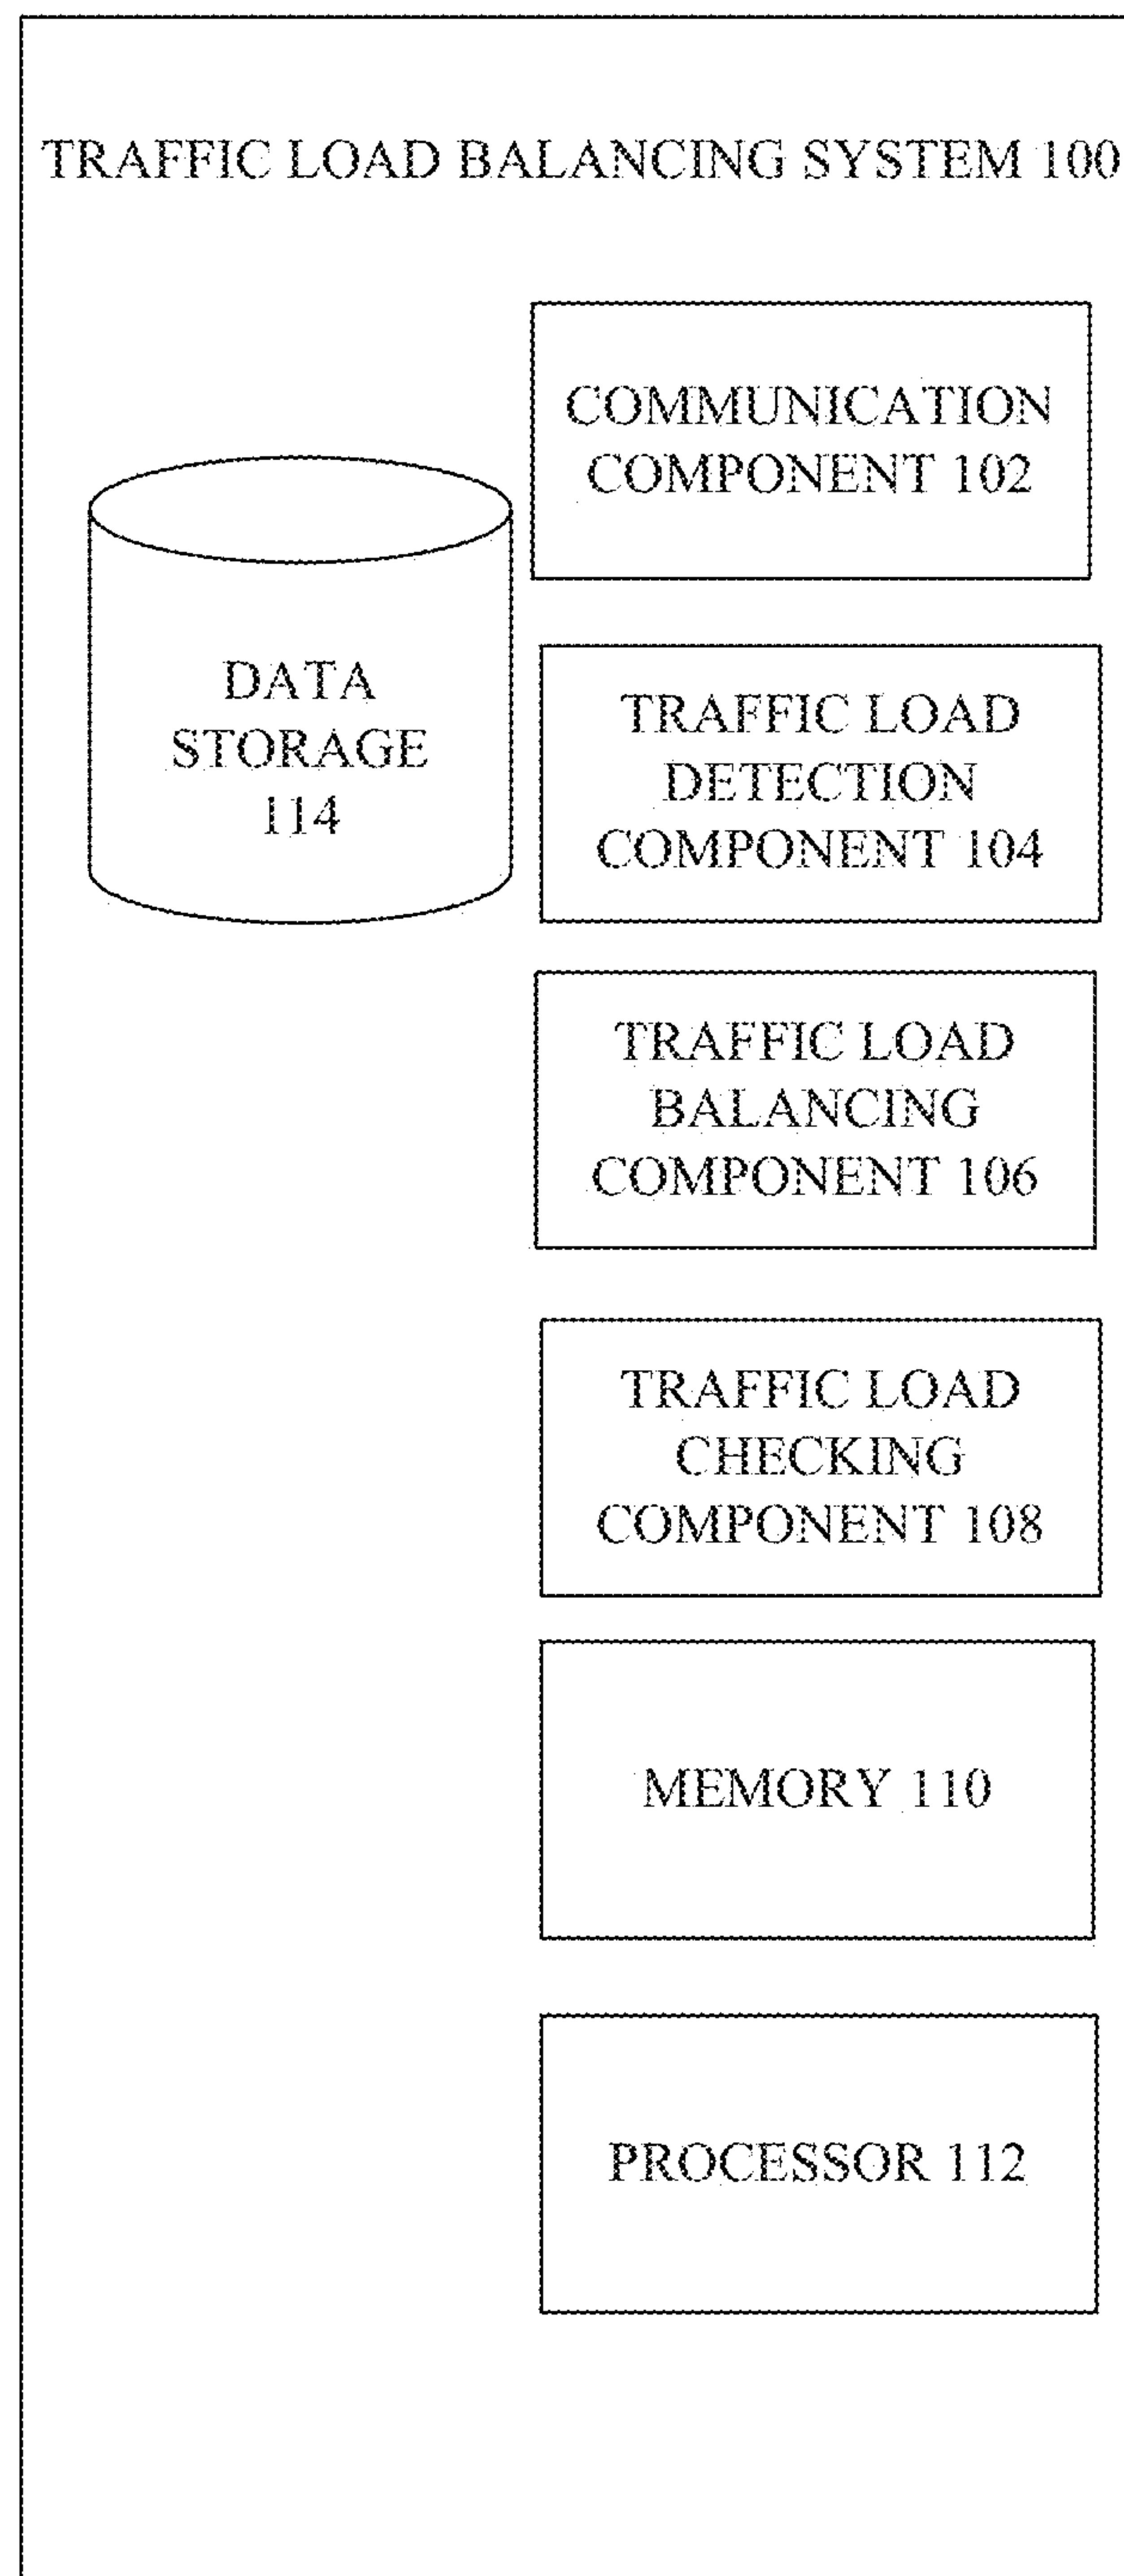 TRAFFIC LOAD BALANCING SYSTEM 100
COMMUNICATION
COMPONENT 102
DATA
STORAGE
114
TRAFFIC LOAD
DETECTION
COMPONENT 104
TRAFFIC LOAD
BALANCING
COMPONENT 106
TRAFFIC LOAD
CHECKING
COMPONENT 108
MEMORY 110
PROCESSOR 112